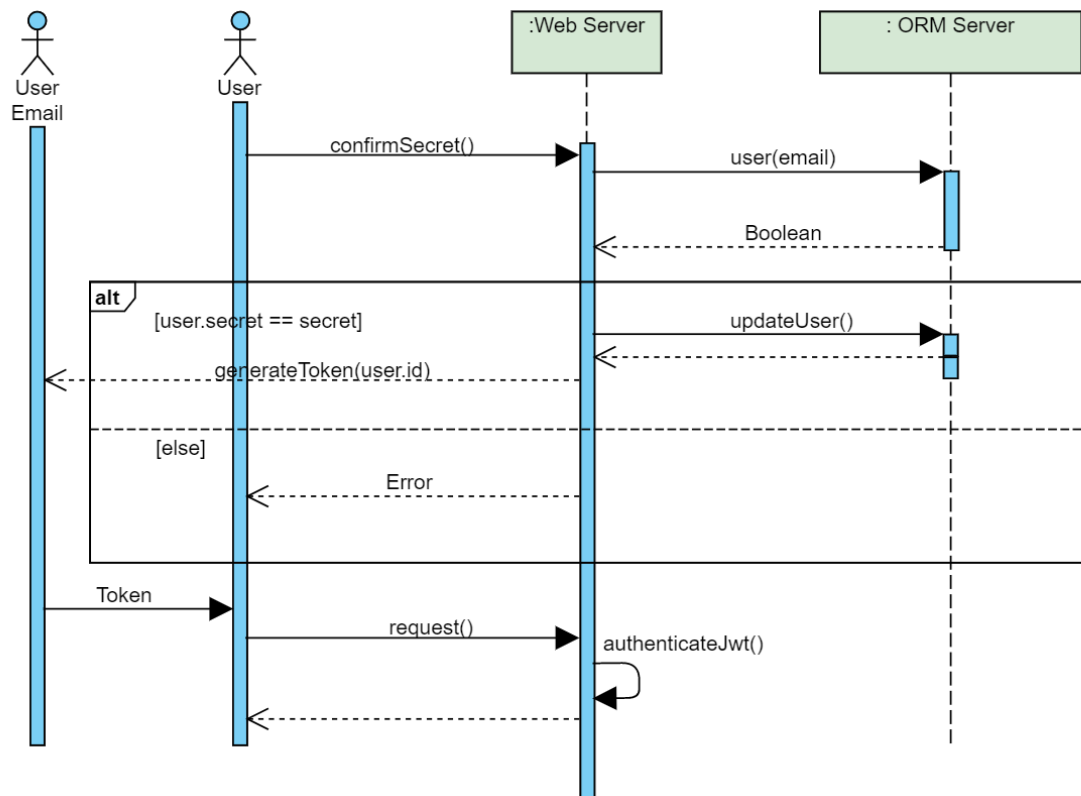 :Web Server
: ORM Server
User
Email
User
confirmSecret()
user(email)
Boolean
alt
[user.secret == secret]
updateUser()
generateToken(user.id)
[else]
Error
Token
request()
authenticateJwt()